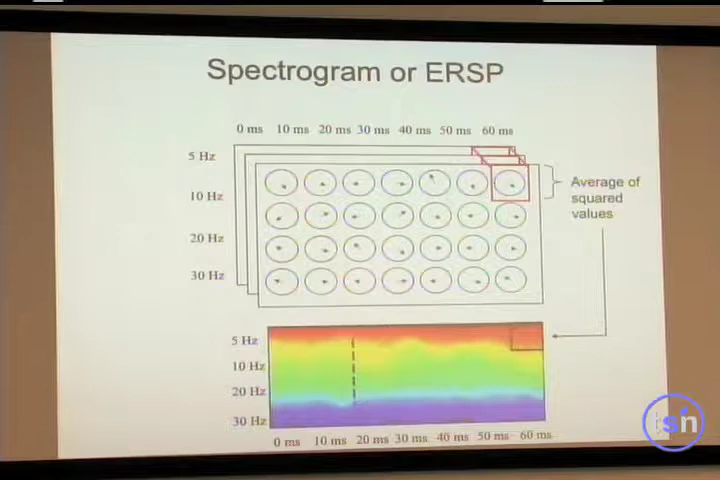 Spectrogram or ERSP
0 ms 10 ms 20 ms 30 ms 40 ms 50 ms 60 ms
5 Hz
10 Hz
20 Hz
30 Hz
Average of
squared
values
5 Hz
10 Hz
20 Hz
30 Hz
0 ms 10 ms 20 ms 30 ms 40 ms 50 ms 60 ms
sn